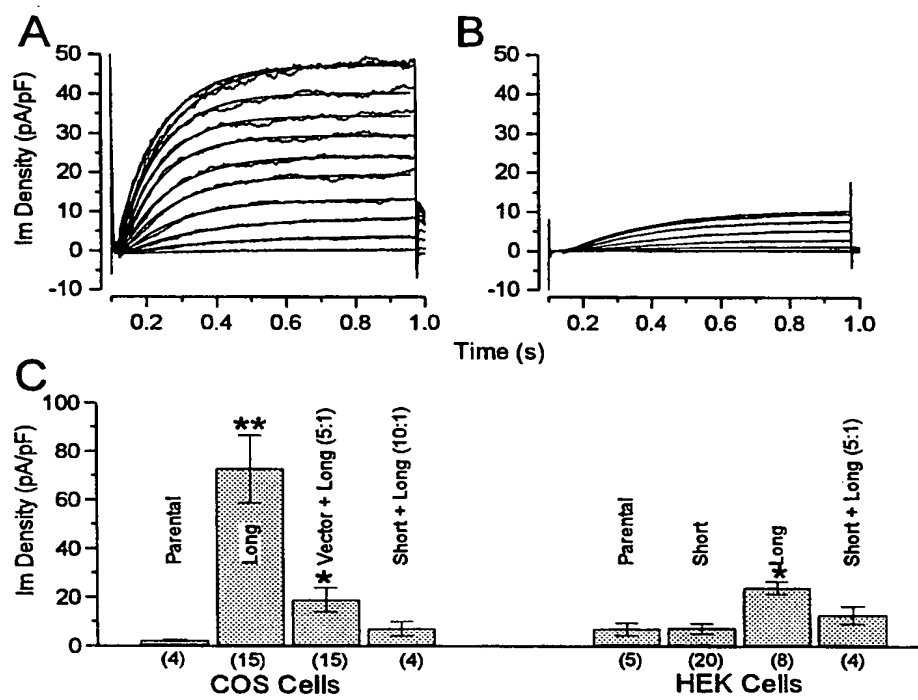 A
B
50
40
30
20
10
0
-10
Im Density (pA/pF)
0.2
0.4
0.6
0.8
1.0
50
40
30
20
10
0
-10
Im Density (pA/pF)
0.2
0.4
0.6
0.8
1.0
Time (s)
C
100
80
60
40
20
0
Im Density (pA/pF)
Parental
Long
**
Vector + Long (5:1)
*
Short + Long (10:1)
Parental
Short
Long
*
Short + Long (5:1)
(4)
(15)
(15)
(4)
(5)
(20)
(8)
(4)
COS Cells
HEK Cells